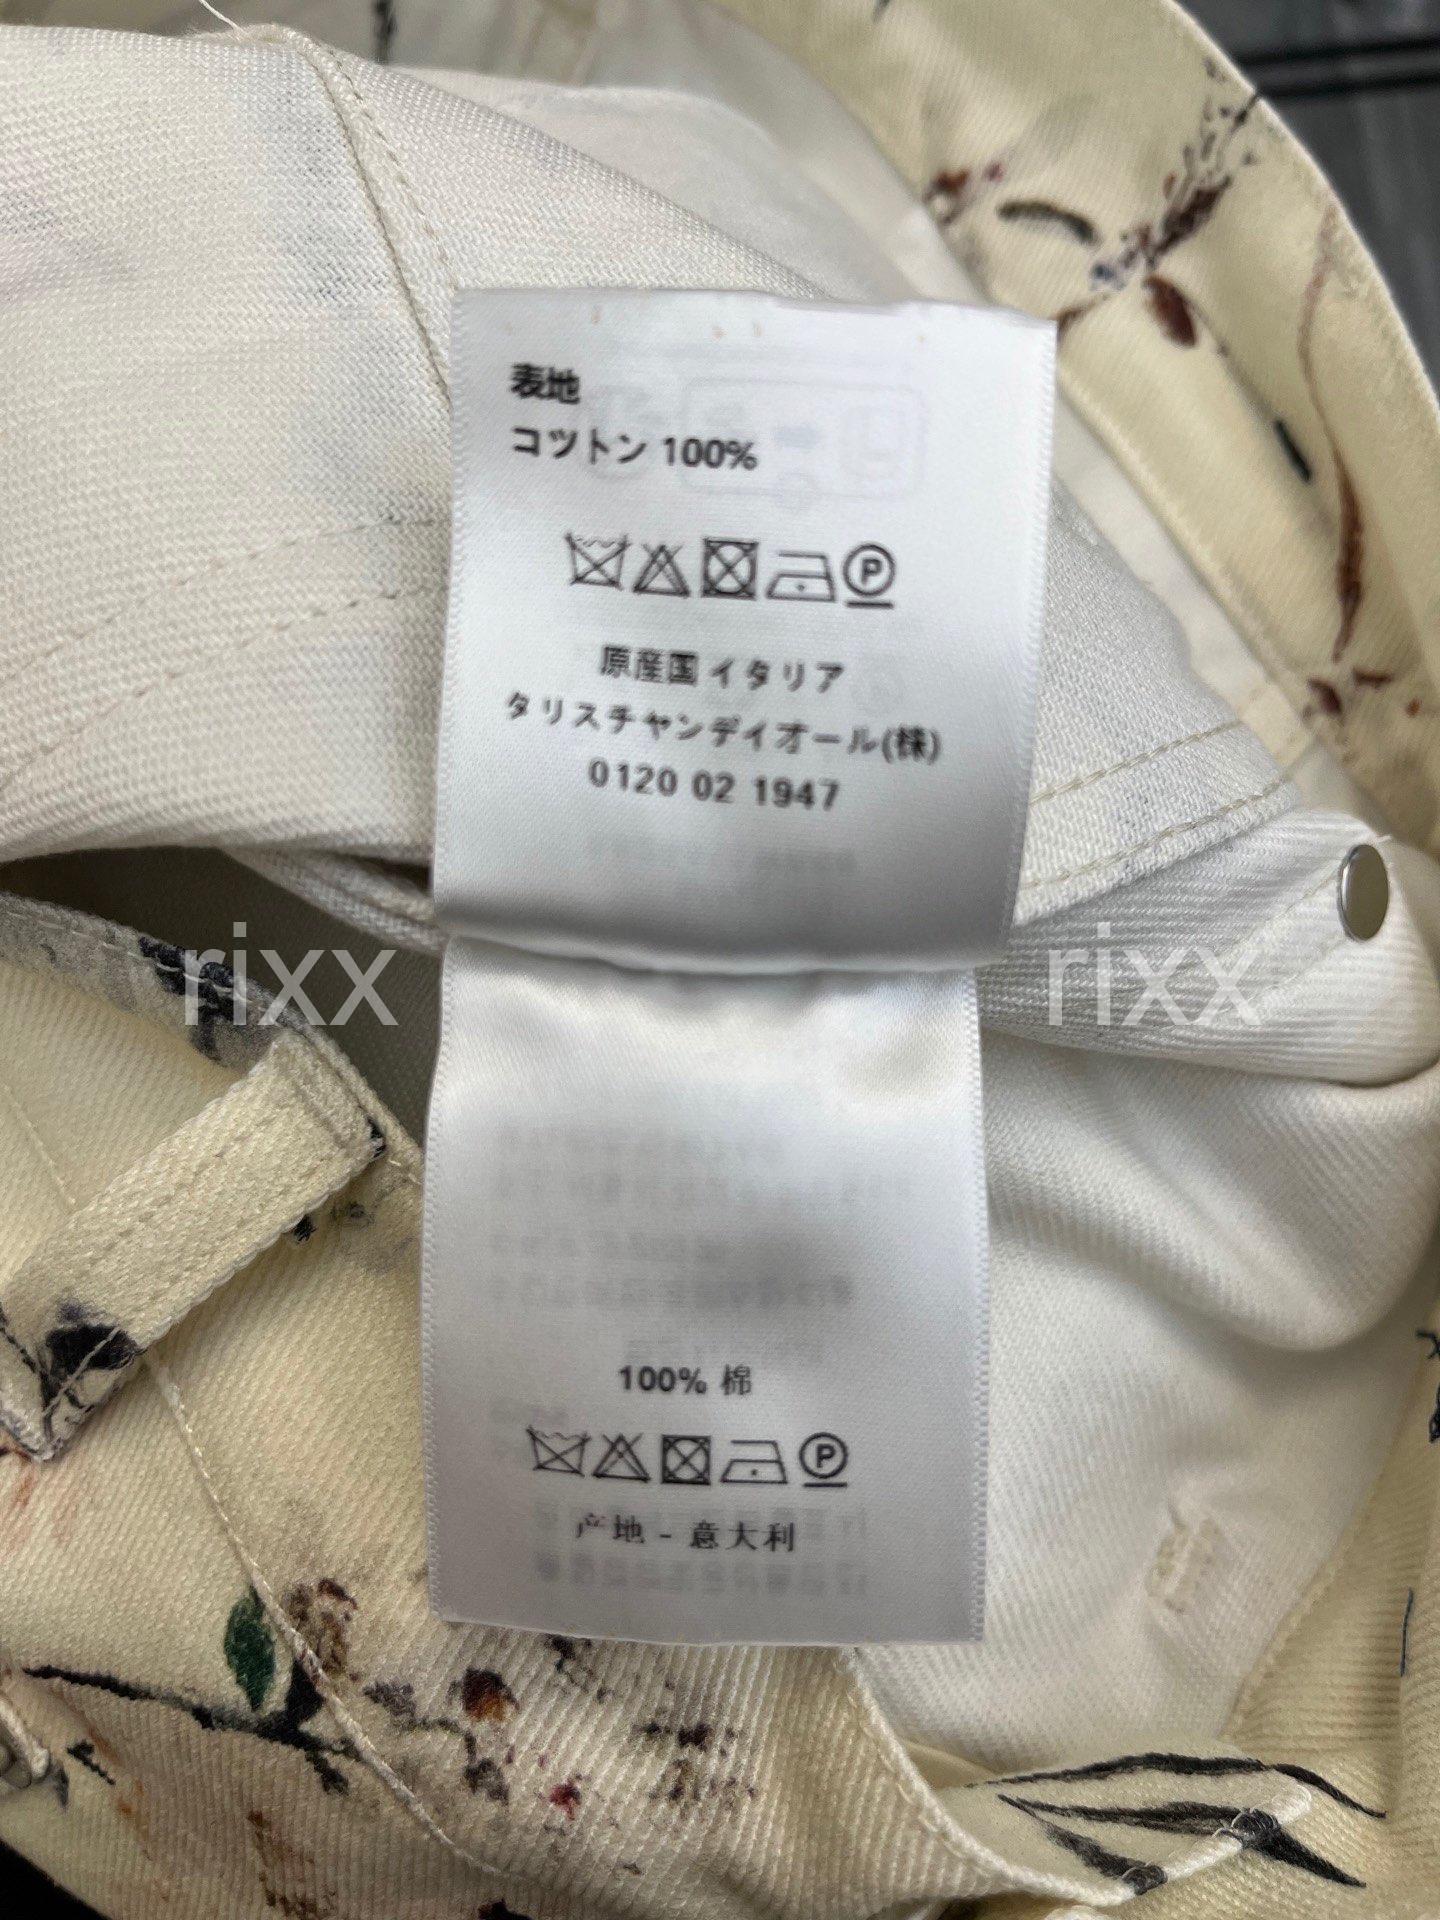 表地
コツトン 100%
P
原産国 イタリア
タリスチャンディオール(株)
0120 02 1947
rixx
rixx
100% 棉
P
产地 - 意大利